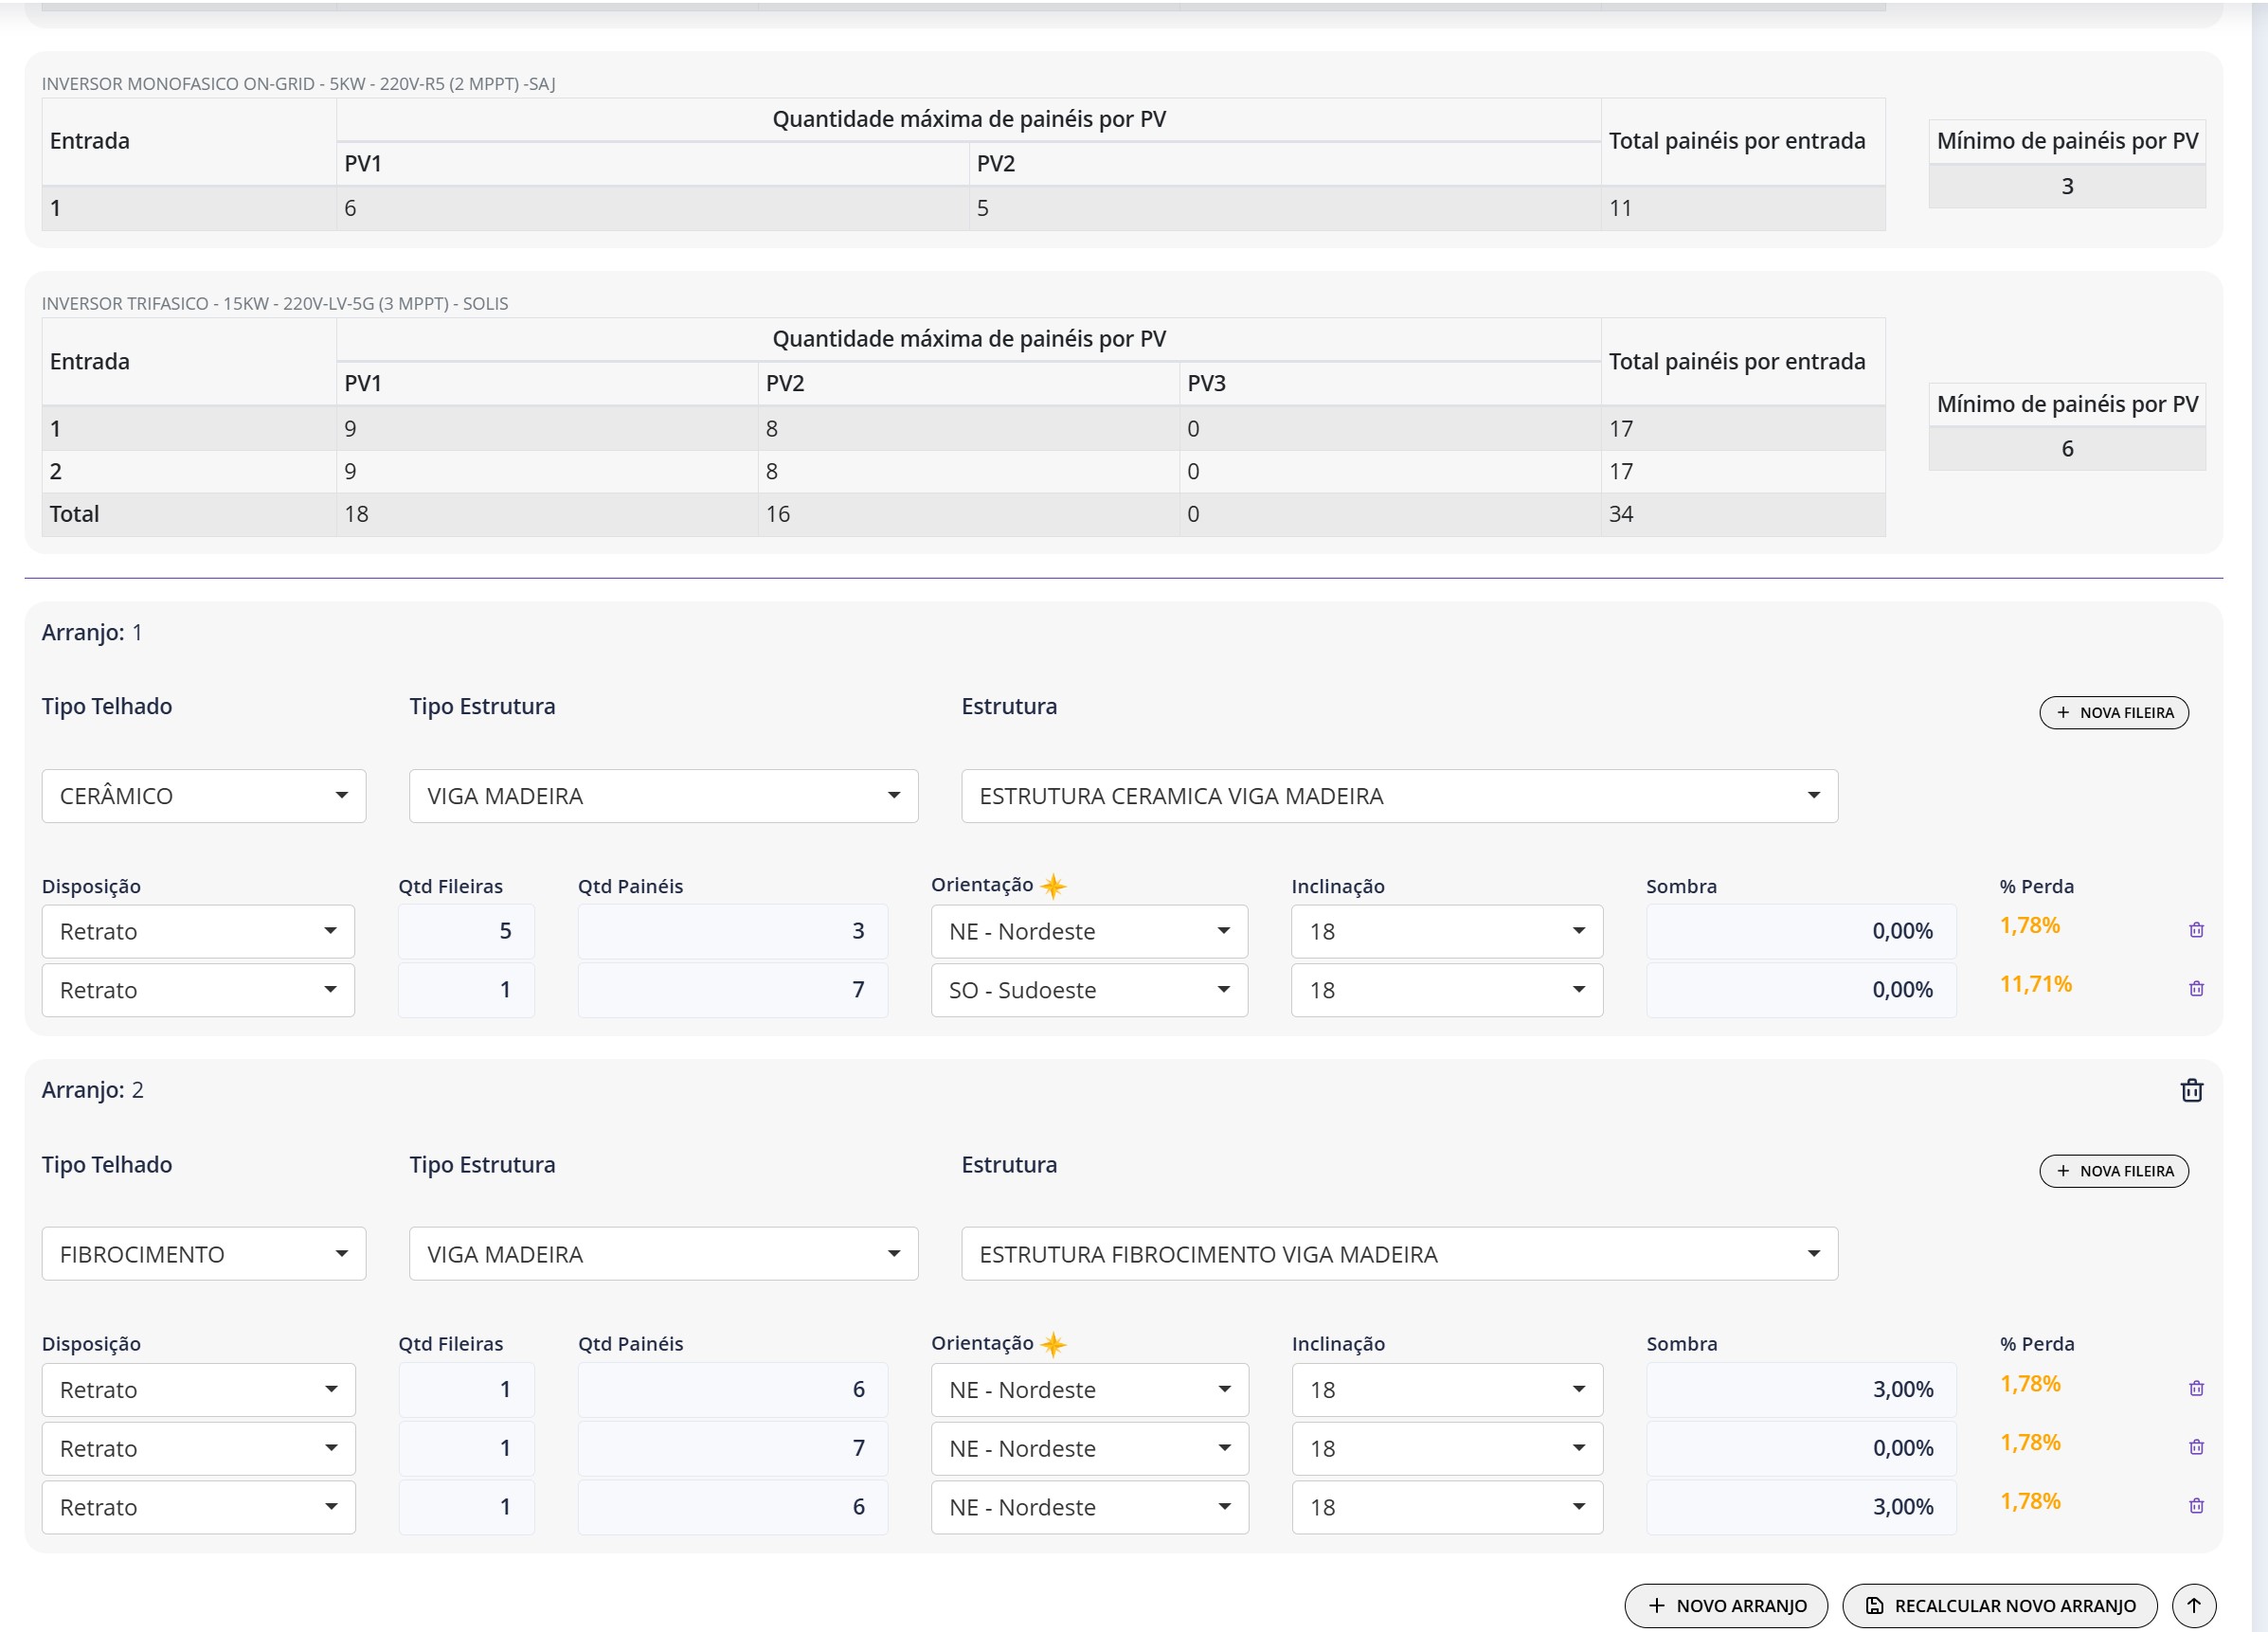 INVERSOR MONOFASICO ON-GRID - 5KW - 220V-R5 (2 MPPT) -SAJ
Entrada Quantidade máxima de painéis por PV Total painéis por entrada
PV1 PV2
1 6 5 11
Mínimo de painéis por PV
3
INVERSOR TRIFASICO - 15KW - 220V-LV-5G (3 MPPT) - SOLIS
Entrada Quantidade máxima de painéis por PV Total painéis por entrada
PV1 PV2 PV3
1 9 8 0 17
2 9 8 0 17
Total 18 16 0 34
Mínimo de painéis por PV
6
Arranjo: 1
Tipo Telhado Tipo Estrutura Estrutura + NOVA FILEIRA
CERÂMICO VIGA MADEIRA ESTRUTURA CERAMICA VIGA MADEIRA
Disposição Qtd Fileiras Qtd Painéis Orientação Inclinação Sombra % Perda
Retrato 5 3 NE - Nordeste 18 0,00% 1,78%
Retrato 1 7 SO - Sudoeste 18 0,00% 11,71%
Arranjo: 2
Tipo Telhado Tipo Estrutura Estrutura + NOVA FILEIRA
FIBROCIMENTO VIGA MADEIRA ESTRUTURA FIBROCIMENTO VIGA MADEIRA
Disposição Qtd Fileiras Qtd Painéis Orientação Inclinação Sombra % Perda
Retrato 1 6 NE - Nordeste 18 3,00% 1,78%
Retrato 1 7 NE - Nordeste 18 0,00% 1,78%
Retrato 1 6 NE - Nordeste 18 3,00% 1,78%
+ NOVO ARRANJO RECALCULAR NOVO ARRANJO